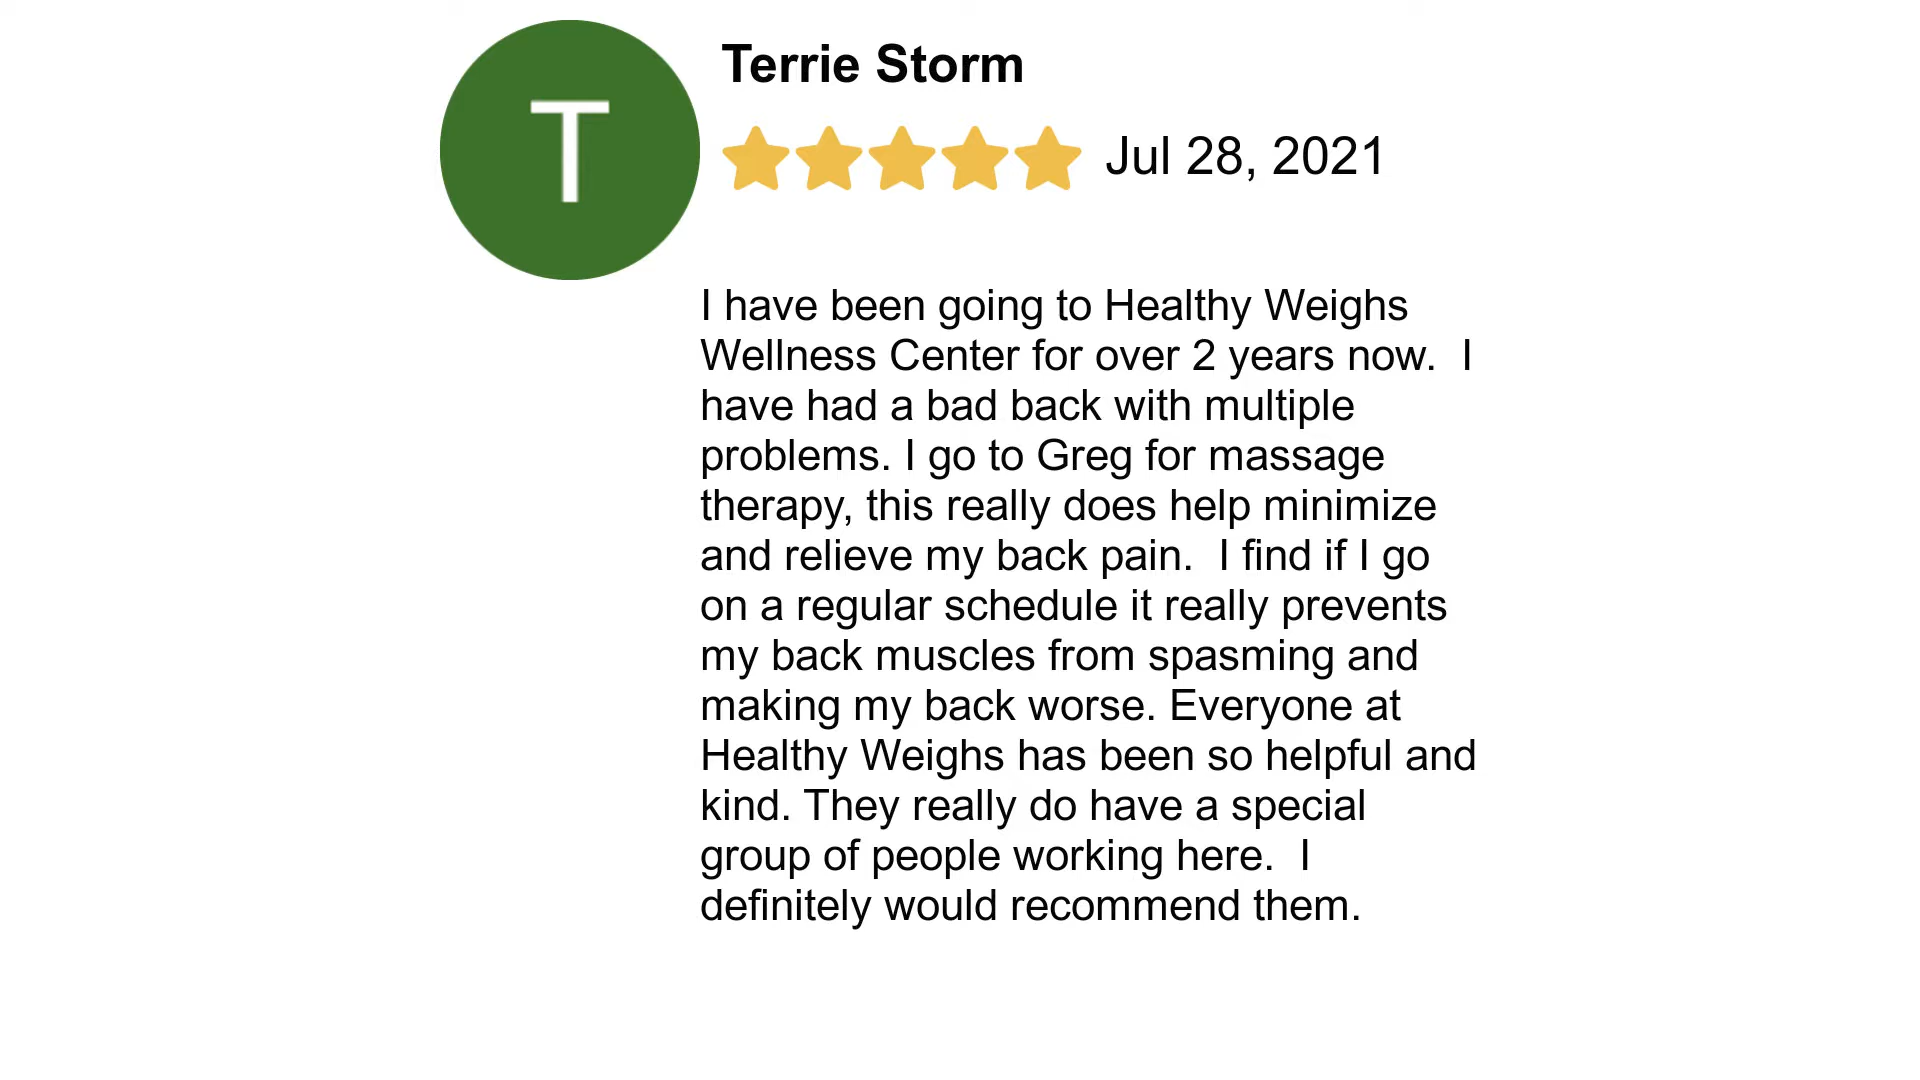 T
Terrie Storm
Jul 28, 2021
I have been going to Healthy Weighs
Wellness Center for over 2 years now.  I
have had a bad back with multiple
problems. I go to Greg for massage
therapy, this really does help minimize
and relieve my back pain.  I find if I go
on a regular schedule it really prevents
my back muscles from spasming and
making my back worse. Everyone at
Healthy Weighs has been so helpful and
kind. They really do have a special
group of people working here.  I
definitely would recommend them.